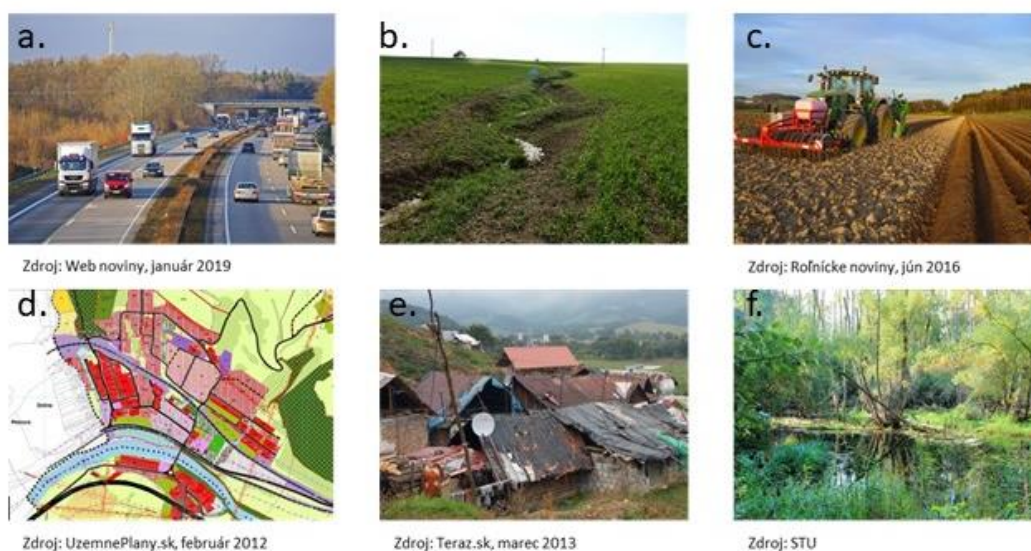 a.
b.
c.
Zdroj: Web noviny, január 2019
Zdroj: Roľnícke noviny, jún 2016
d.
e.
f.
Zdroj: UzemnePlany.sk, február 2012
Zdroj: Teraz.sk, marec 2013
Zdroj: STU